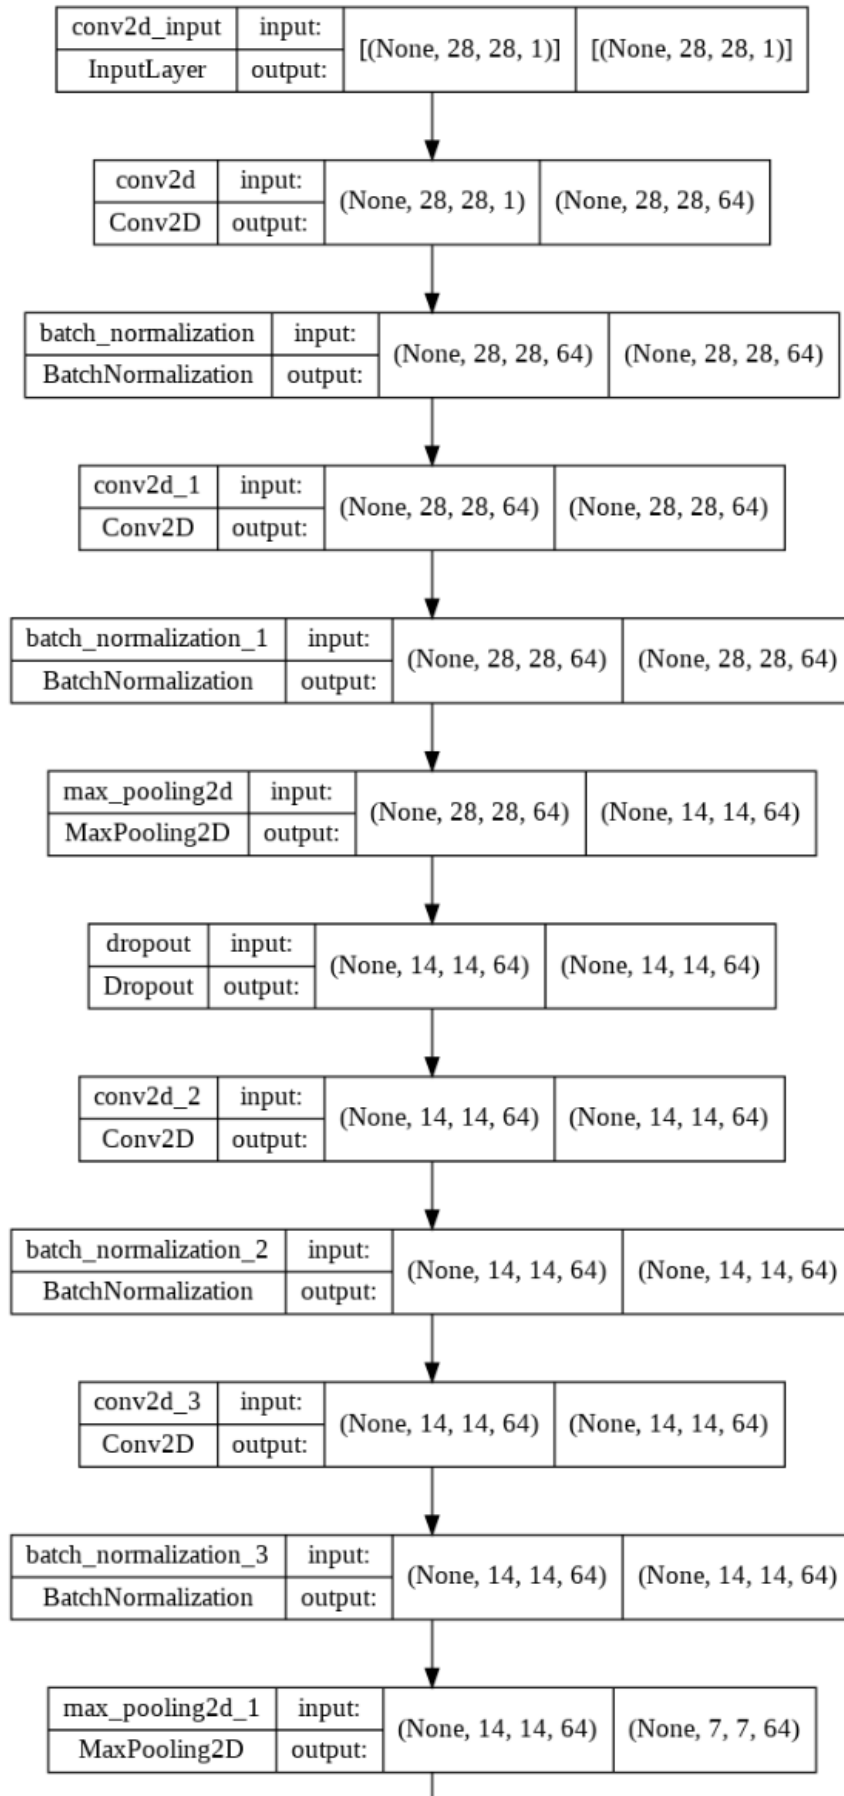 conv2d_input input: [(None, 28, 28, 1)] [(None, 28, 28, 1)]
InputLayer output:
conv2d input: (None, 28, 28, 1) (None, 28, 28, 64)
Conv2D output:
batch_normalization input: (None, 28, 28, 64) (None, 28, 28, 64)
BatchNormalization output:
conv2d_1 input: (None, 28, 28, 64) (None, 28, 28, 64)
Conv2D output:
batch_normalization_1 input: (None, 28, 28, 64) (None, 28, 28, 64)
BatchNormalization output:
max_pooling2d input: (None, 28, 28, 64) (None, 14, 14, 64)
MaxPooling2D output:
dropout input: (None, 14, 14, 64) (None, 14, 14, 64)
Dropout output:
conv2d_2 input: (None, 14, 14, 64) (None, 14, 14, 64)
Conv2D output:
batch_normalization_2 input: (None, 14, 14, 64) (None, 14, 14, 64)
BatchNormalization output:
conv2d_3 input: (None, 14, 14, 64) (None, 14, 14, 64)
Conv2D output:
batch_normalization_3 input: (None, 14, 14, 64) (None, 14, 14, 64)
BatchNormalization output:
max_pooling2d_1 input: (None, 14, 14, 64) (None, 7, 7, 64)
MaxPooling2D output: